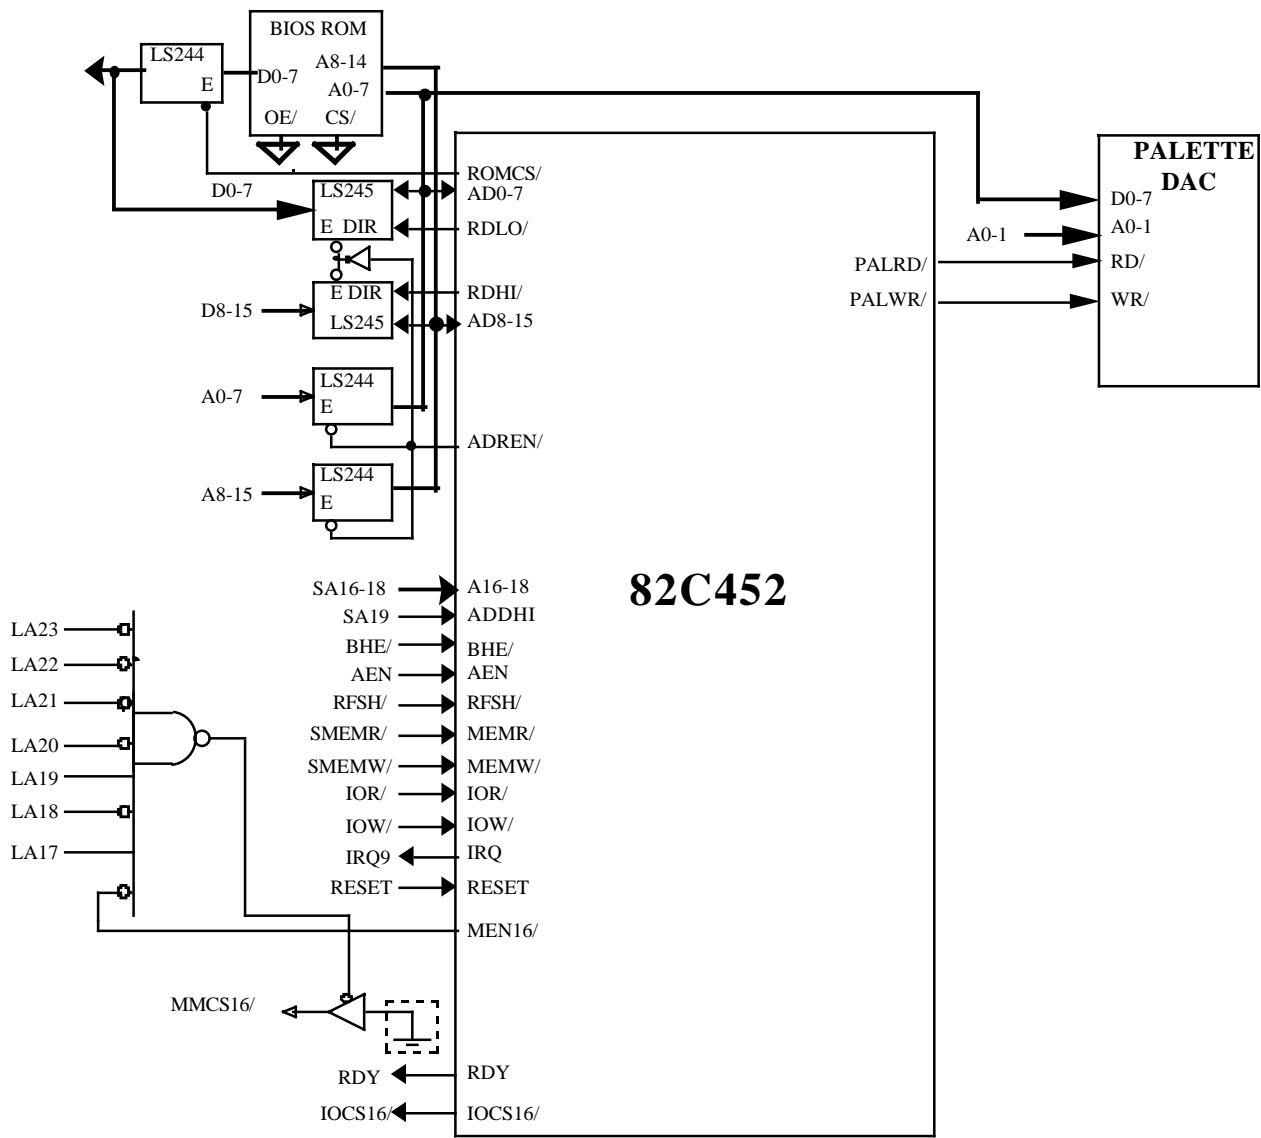 BIOS ROM
LS244
E
D0-7
A8-14
A0-7
OE/
CS/
PALETTE
DAC
D0-7
A0-1
A0-1
RD/
WR/
ROMCS/
D0-7
LS245
AD0-7
E DIR
RDLO/
PALRD/
E DIR
RDHI/
PALWR/
D8-15
LS245
AD8-15
A0-7
LS244
E
ADREN/
A8-15
LS244
E
82C452
SA16-18
A16-18
SA19
ADDHI
BHE/
BHE/
AEN
AEN
RFSH/
RFSH/
SMEMR/
MEMR/
SMEMW/
MEMW/
IOR/
IOR/
IOW/
IOW/
IRQ9
IRQ
RESET
RESET
MEN16/
LA23
LA22
LA21
LA20
LA19
LA18
LA17
MMCS16/
RDY
RDY
IOCS16/
IOCS16/